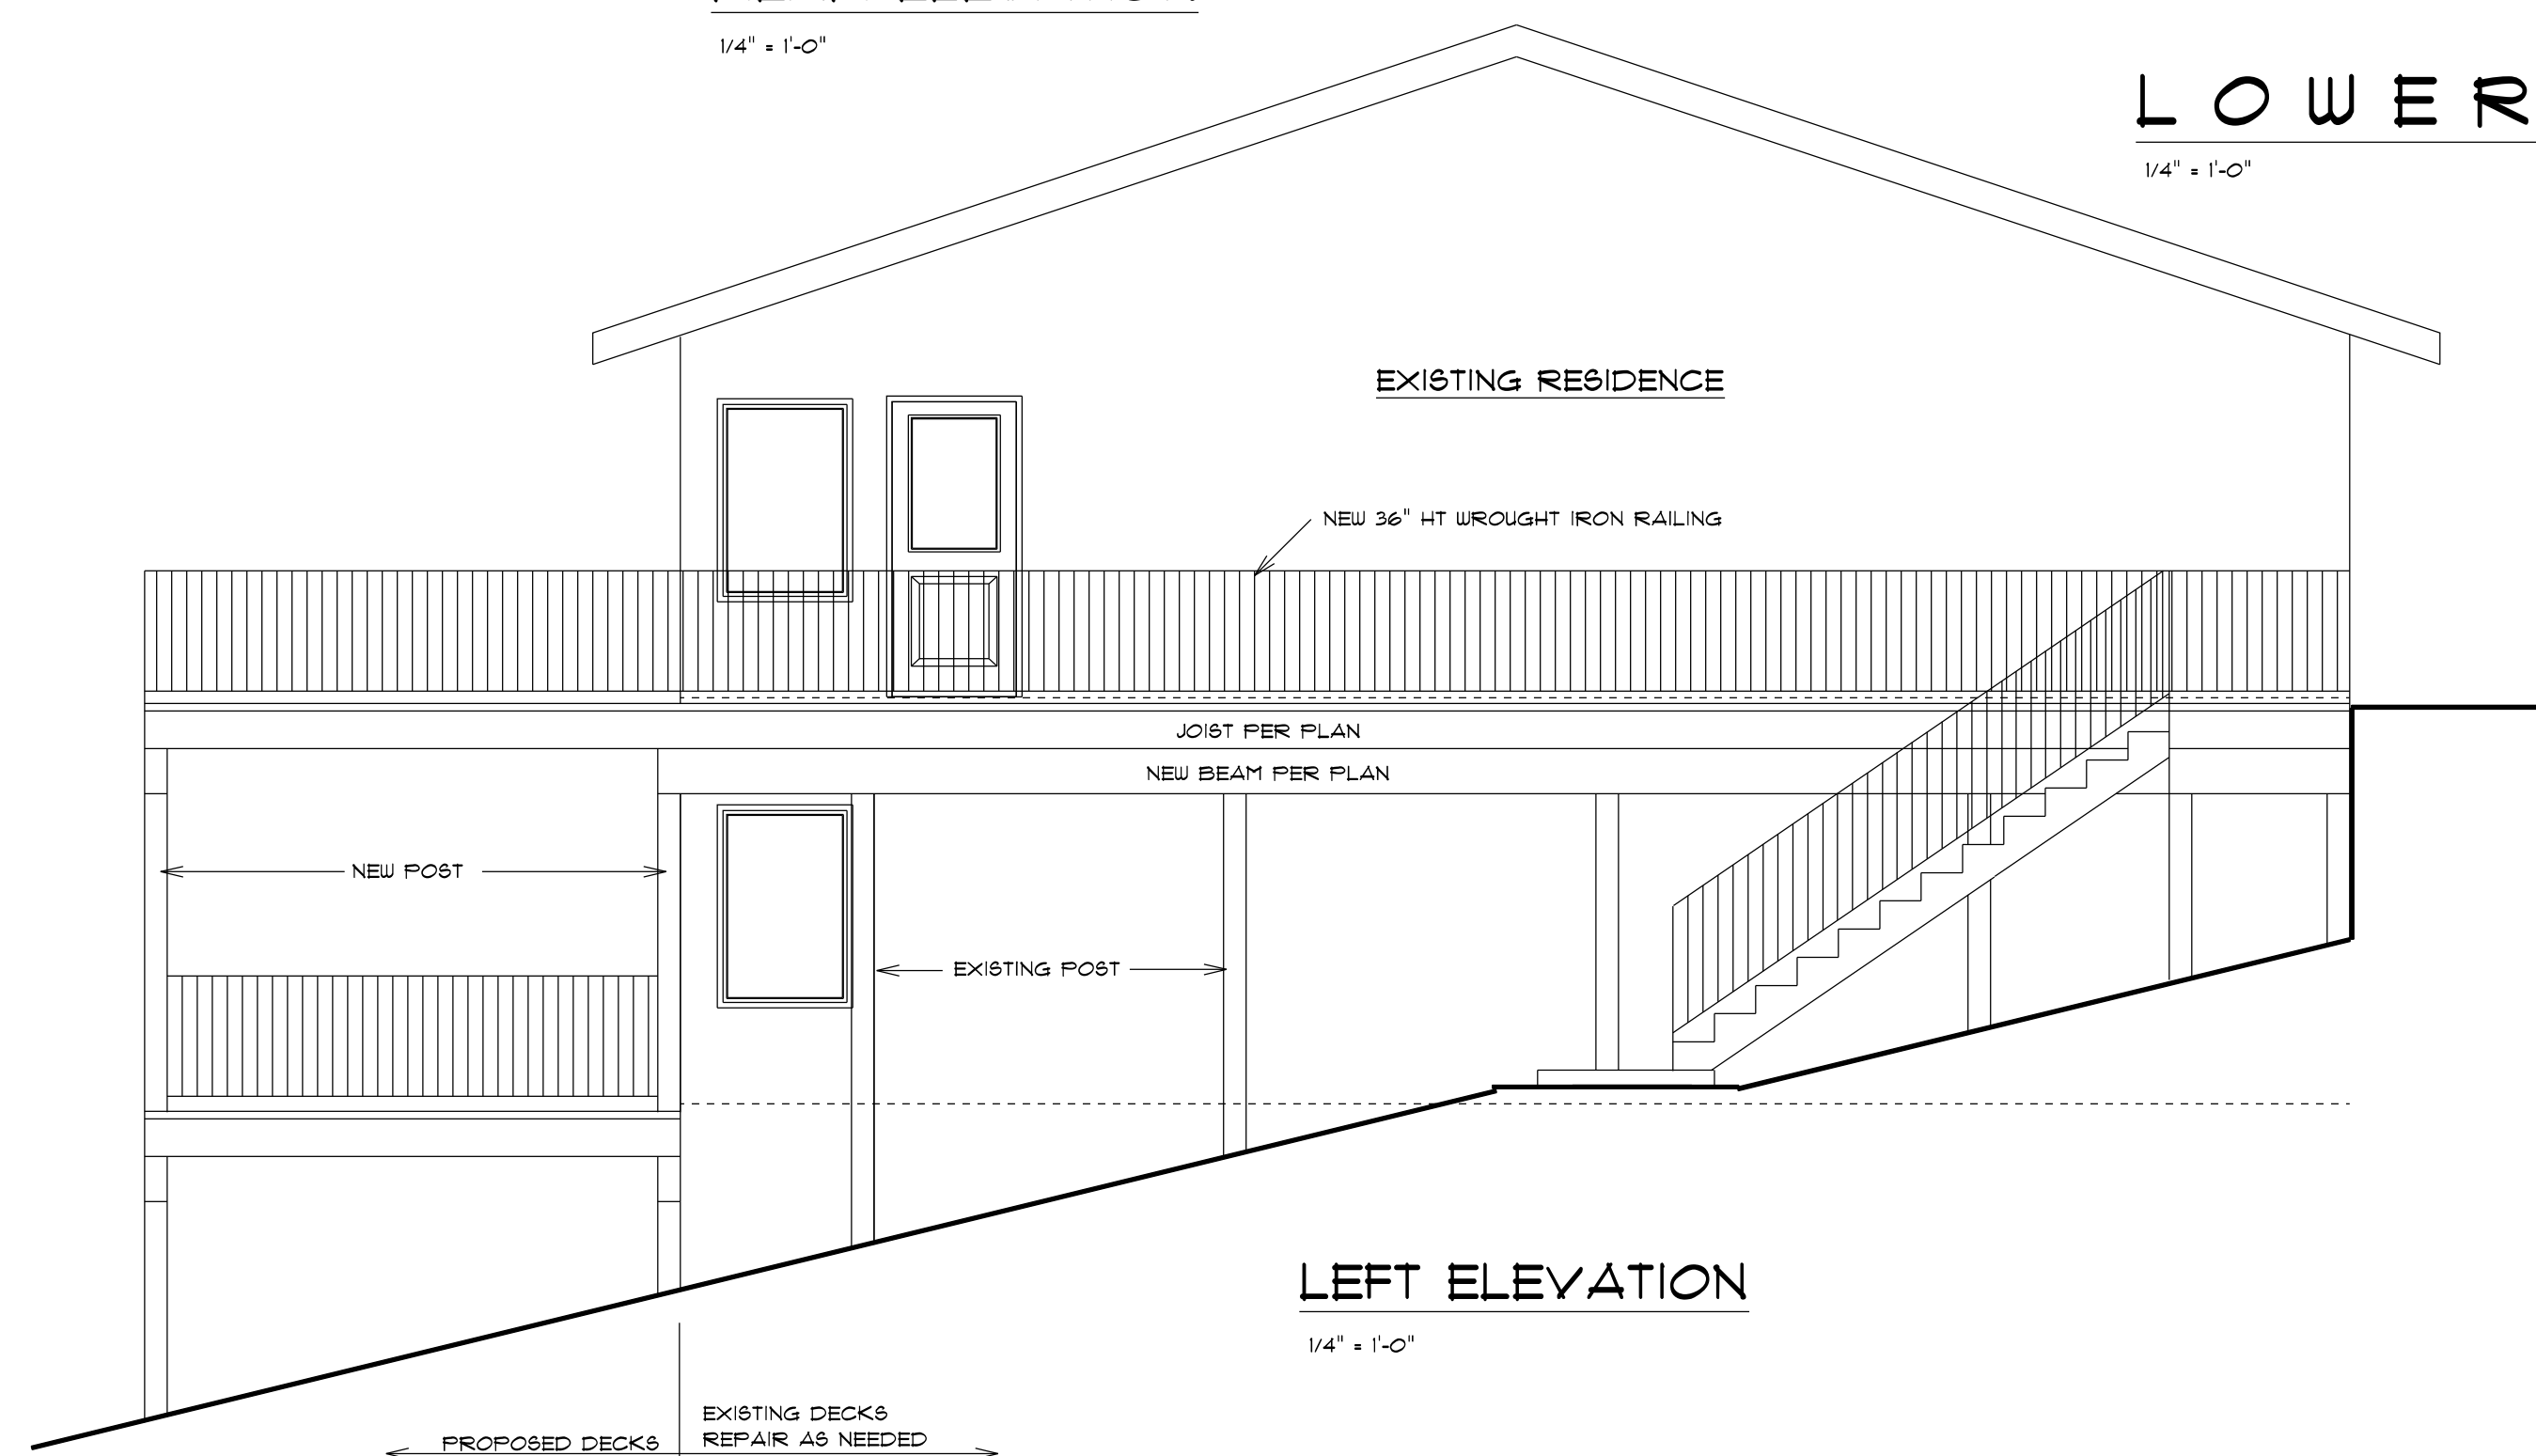 1/4" = 1'-0"
LOWER
1/4" = 1'-0"
EXISTING RESIDENCE
NEW 36" HT WROUGHT IRON RAILING
JOIST PER PLAN
NEW BEAM PER PLAN
NEW POST
EXISTING POST
LEFT ELEVATION
1/4" = 1'-0"
EXISTING DECKS
REPAIR AS NEEDED
PROPOSED DECKS